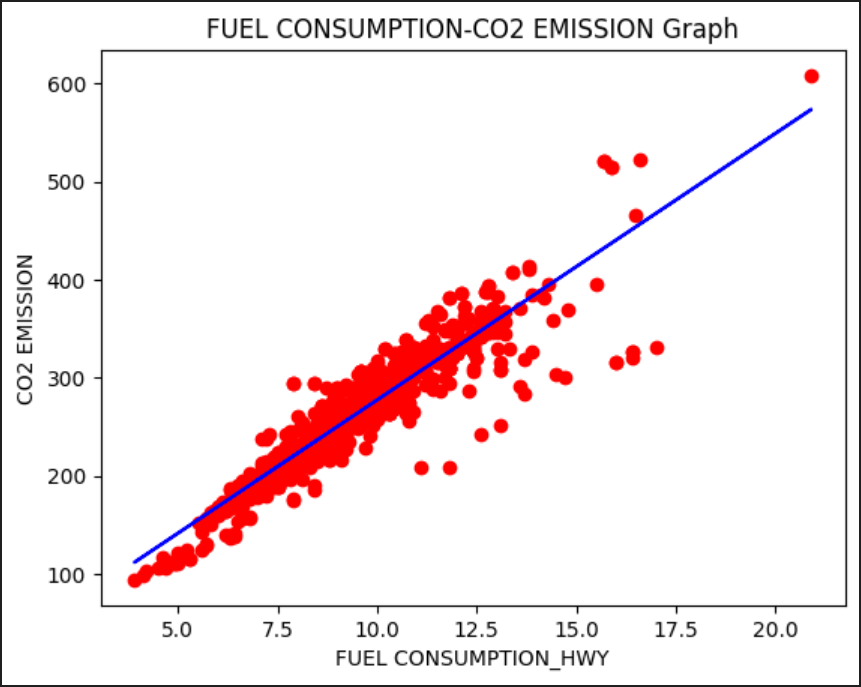 FUEL CONSUMPTION-CO2 EMISSION Graph
600
500
400
300
200
100
CO2 EMISSION
5.0 7.5 10.0 12.5 15.0 17.5 20.0
FUEL CONSUMPTION_HWY